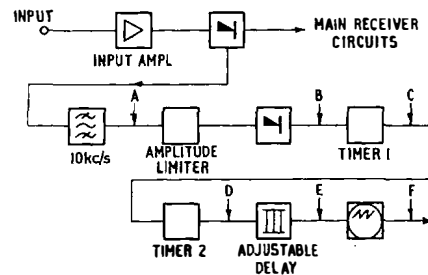 INPUT
INPUT AMPL
MAIN RECEIVER
CIRCUITS
A
B
C
10kc/s
AMPLITUDE
LIMITER
TIMER 1
D
E
F
TIMER 2
ADJUSTABLE
DELAY